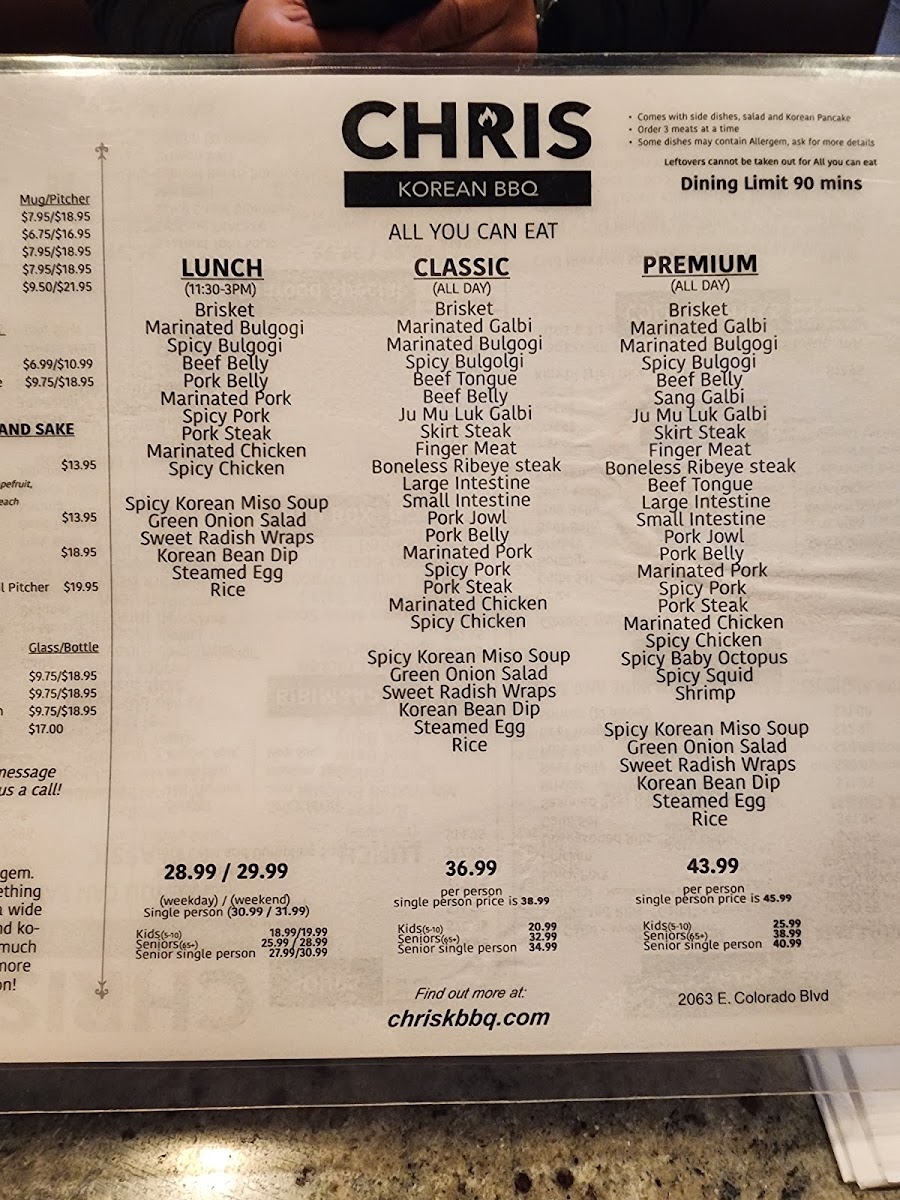 Mug/Pitcher
$7.95/$18.95
$6.75/$16.95
$7.95/$18.95
$7.95/$18.95
$9.50/$21.95
$6.99/$10.99
$9.75/$18.95
AND SAKE
$13.95
pefruit,
each
$13.95
$18.95
l Pitcher $19.95
Glass/Bottle
$9.75/$18.95
$9.75/$18.95
$9.75/$18.95
$17.00
message
us a call!
gem.
ething
a wide
nd ko-
much
more
on!
CHRIS
KOREAN BBQ
• Comes with side dishes, salad and Korean Pancake
• Order 3 meats at a time
• Some dishes may contain Allergem, ask for more details
Leftovers cannot be taken out for All you can eat
Dining Limit 90 mins
ALL YOU CAN EAT
LUNCH
(11:30-3PM)
Brisket
Marinated Bulgogi
Spicy Bulgogi
Beef Belly
Pork Belly
Marinated Pork
Spicy Pork
Pork Steak
Marinated Chicken
Spicy Chicken
Spicy Korean Miso Soup
Green Onion Salad
Sweet Radish Wraps
Korean Bean Dip
Steamed Egg
Rice
28.99 / 29.99
(weekday) / (weekend)
Single person (30.99 / 31.99)
Kids(5-10) 18.99/19.99
Seniors(65+) 25.99 / 28.99
Senior single person 27.99/30.99
CLASSIC
(ALL DAY)
Brisket
Marinated Galbi
Marinated Bulgogi
Spicy Bulgolgi
Beef Tongue
Beef Belly
Ju Mu Luk Galbi
Skirt Steak
Finger Meat
Boneless Ribeye steak
Large Intestine
Small Intestine
Pork Jowl
Pork Belly
Marinated Pork
Spicy Pork
Pork Steak
Marinated Chicken
Spicy Chicken
Spicy Korean Miso Soup
Green Onion Salad
Sweet Radish Wraps
Korean Bean Dip
Steamed Egg
Rice
36.99
per person
single person price is 38.99
Kids(5-10) 20.99
Seniors(65+) 32.99
Senior single person 34.99
PREMIUM
(ALL DAY)
Brisket
Marinated Galbi
Marinated Bulgogi
Spicy Bulgogi
Beef Belly
Sang Galbi
Ju Mu Luk Galbi
Skirt Steak
Finger Meat
Boneless Ribeye steak
Beef Tongue
Large Intestine
Small Intestine
Pork Jowl
Pork Belly
Marinated Pork
Spicy Pork
Pork Steak
Marinated Chicken
Spicy Chicken
Spicy Baby Octopus
Spicy Squid
Shrimp
Spicy Korean Miso Soup
Green Onion Salad
Sweet Radish Wraps
Korean Bean Dip
Steamed Egg
Rice
43.99
per person
single person price is 45.99
Kids(5-10) 25.99
Seniors(65+) 38.99
Senior single person 40.99
Find out more at:
chriskbbq.com
2063 E. Colorado Blvd